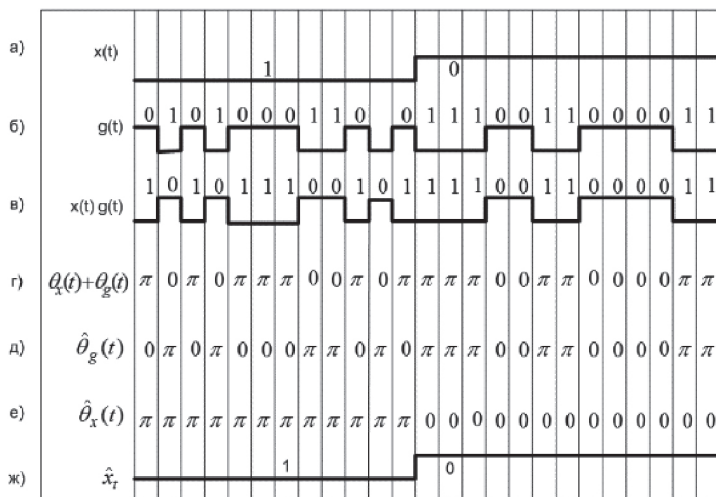 а) x(t) 1 0
б) g(t) 0 1 0 1 0 0 0 1 1 0 0 1 1 1 0 0 1 1 0 0 0 0 1 1
в) x(t) g(t) 1 0 1 0 1 1 1 0 0 1 0 1 1 1 1 0 0 1 1 0 0 0 0 1 1
г) θₓ(t)+θg(t) π 0 π 0 π π π 0 0 π 0 π π π π 0 0 π π 0 0 0 0 π π
д) θ̂g(t) 0 π 0 π 0 0 0 π π 0 π 0 π π π 0 0 π π 0 0 0 0 π π
е) θ̂ₓ(t) π π π π π π π π π π π π 0 0 0 0 0 0 0 0 0 0 0 0 0
ж) x̂ₜ 1 0